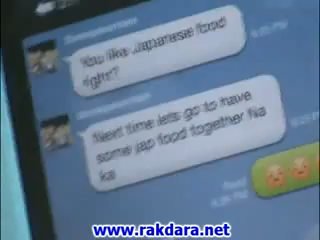 You like Japanese food
right?
Next time lets go to have
some jap food together Na
ka
Read
www.rakdara.net